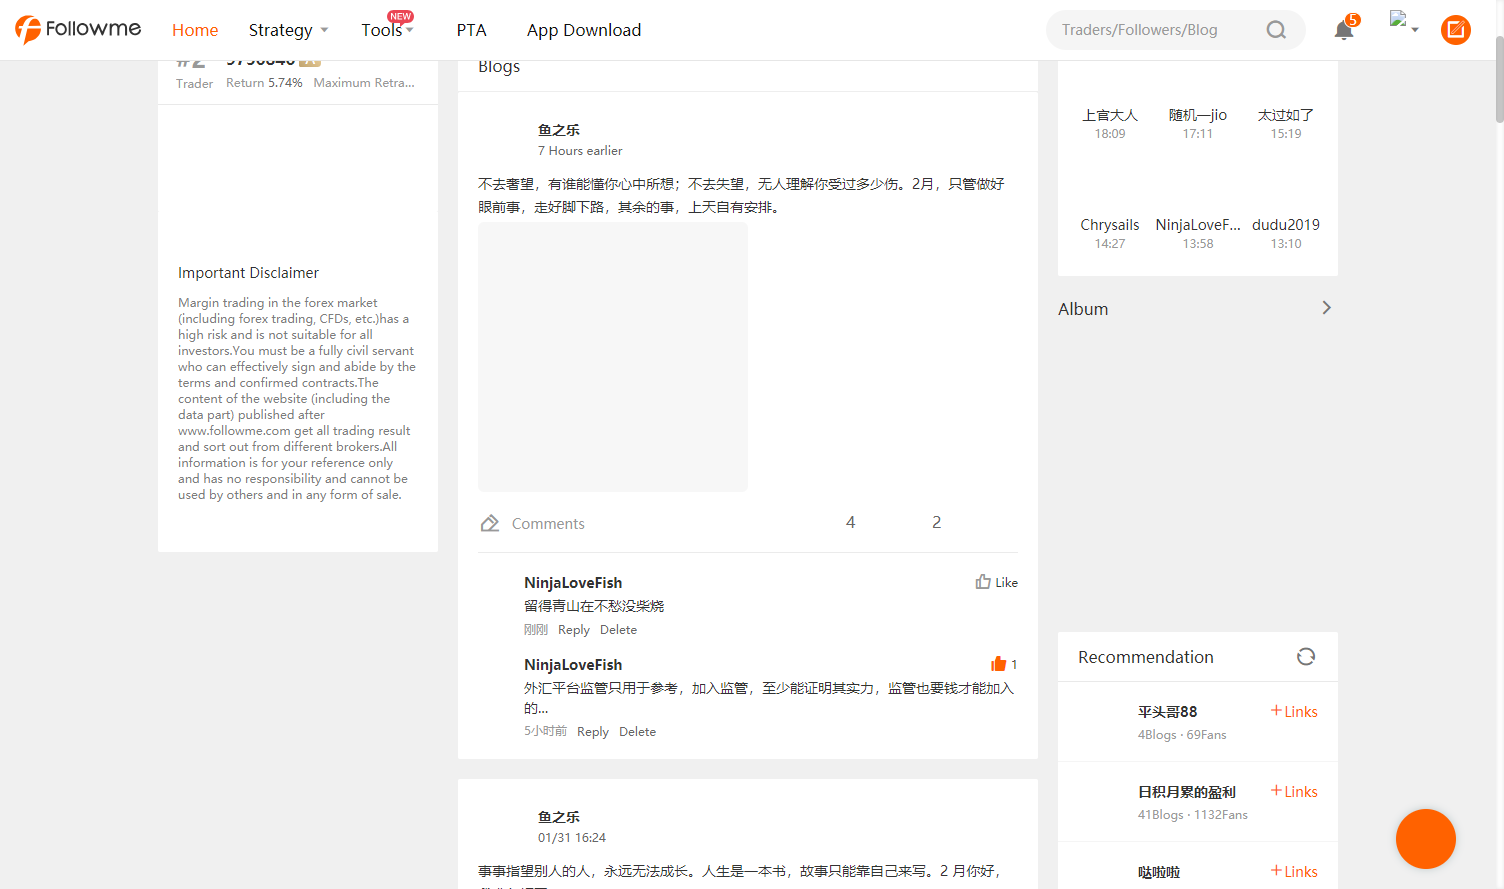 Followme
Home
Strategy
Tools
NEW
PTA
App Download
Traders/Followers/Blog
5
#2
Trader
Return 5.74%
Maximum Retra...
Important Disclaimer
Margin trading in the forex market
(including forex trading, CFDs, etc.)has a
high risk and is not suitable for all
investors.You must be a fully civil servant
who can effectively sign and abide by the
terms and confirmed contracts.The
content of the website (including the
data part) published after
www.followme.com get all trading result
and sort out from different brokers.All
information is for your reference only
and has no responsibility and cannot be
used by others and in any form of sale.
Blogs
鱼之乐
7 Hours earlier
不去奢望，有谁能懂你心中所想；不去失望，无人理解你受过多少伤。2月，只管做好
眼前事，走好脚下路，其余的事，上天自有安排。
Comments
4
2
NinjaLoveFish
Like
留得青山在不愁没柴烧
刚刚 Reply Delete
NinjaLoveFish
1
外汇平台监管只用于参考，加入监管，至少能证明其实力，监管也要钱才能加入
的...
5小时前 Reply Delete
鱼之乐
01/31 16:24
事事指望别人的人，永远无法成长。人生是一本书，故事只能靠自己来写。2 月你好，
上官大人
18:09
随机一jio
17:11
太过如了
15:19
Chrysails
14:27
NinjaLoveF...
13:58
dudu2019
13:10
Album
Recommendation
平头哥88
+Links
4Blogs · 69Fans
日积月累的盈利
+Links
41Blogs · 1132Fans
哒啦啦
+Links